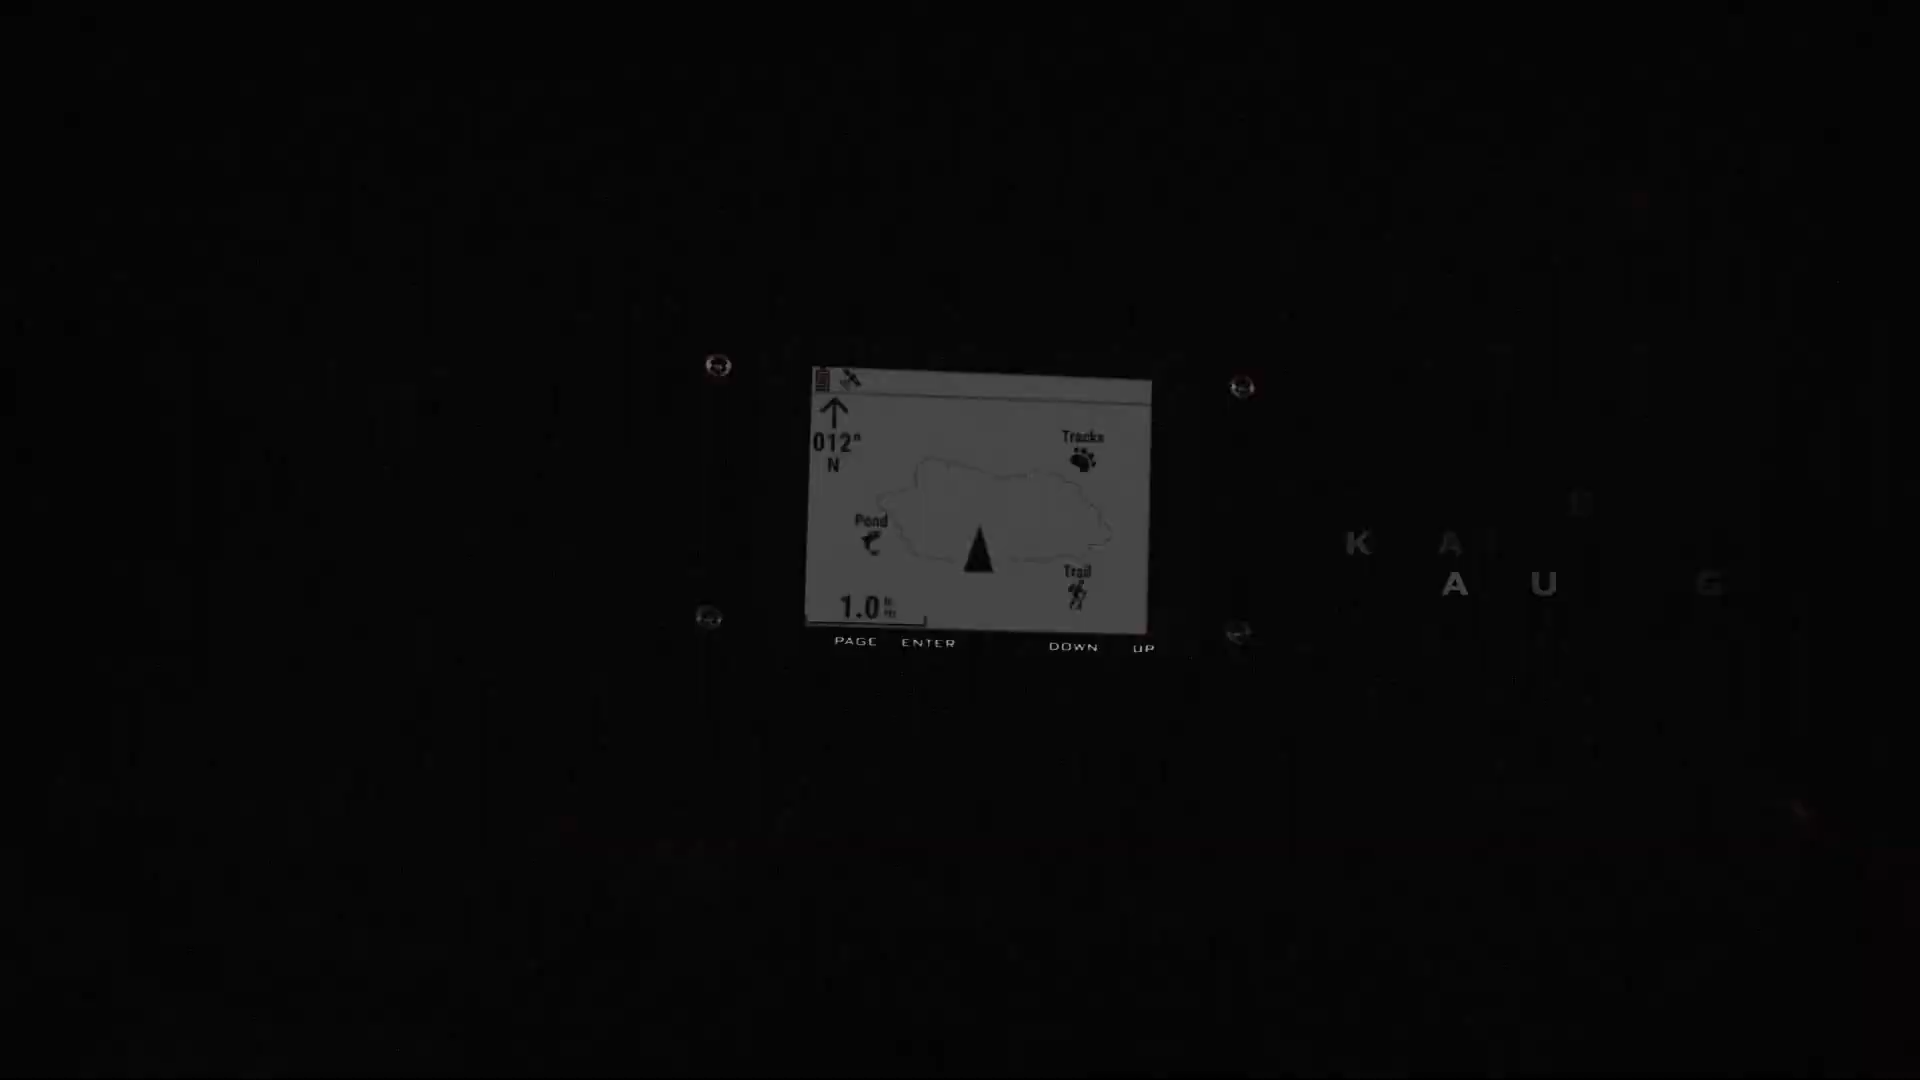 Tracks
012°
N
Pond
Trail
1.0
PAGE ENTER DOWN UP
K A
A U G